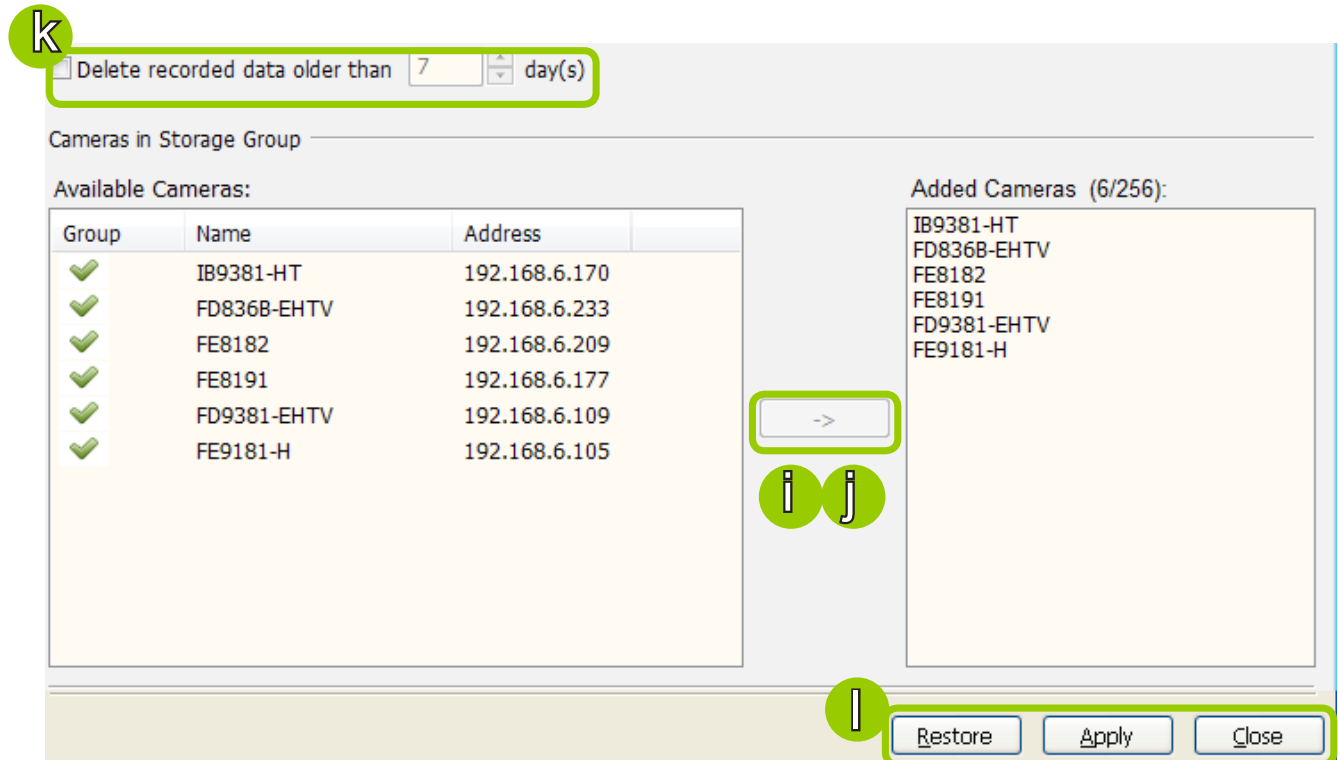 k
Delete recorded data older than 7 day(s)
Cameras in Storage Group
Available Cameras:
Group Name Address
IB9381-HT 192.168.6.170
FD836B-EHTV 192.168.6.233
FE8182 192.168.6.209
FE8191 192.168.6.177
FD9381-EHTV 192.168.6.109
FE9181-H 192.168.6.105
->
i j
Added Cameras (6/256):
IB9381-HT
FD836B-EHTV
FE8182
FE8191
FD9381-EHTV
FE9181-H
l
Restore Apply Close